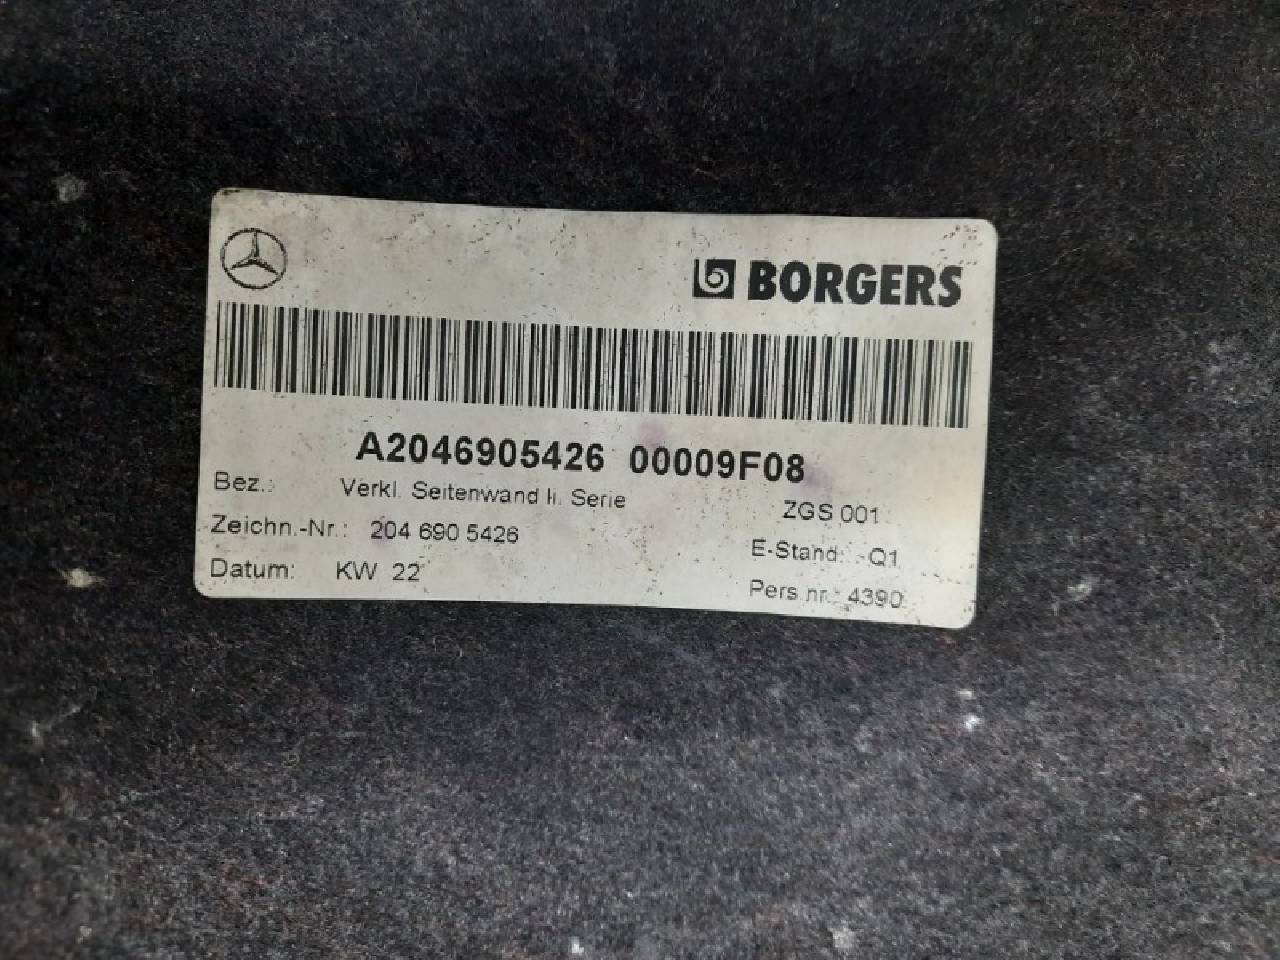 BORGERS
A2046905426 00009F08
Bez.: Verkl. Seitenwand li. Serie
ZGS 001
Zeichn.-Nr.: 204 690 5426
E-Stand: Q1
Datum: KW 22
Pers.nr.: 4390